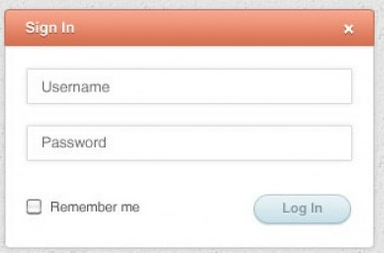 Sign In ×
Username
Password
Remember me Log In